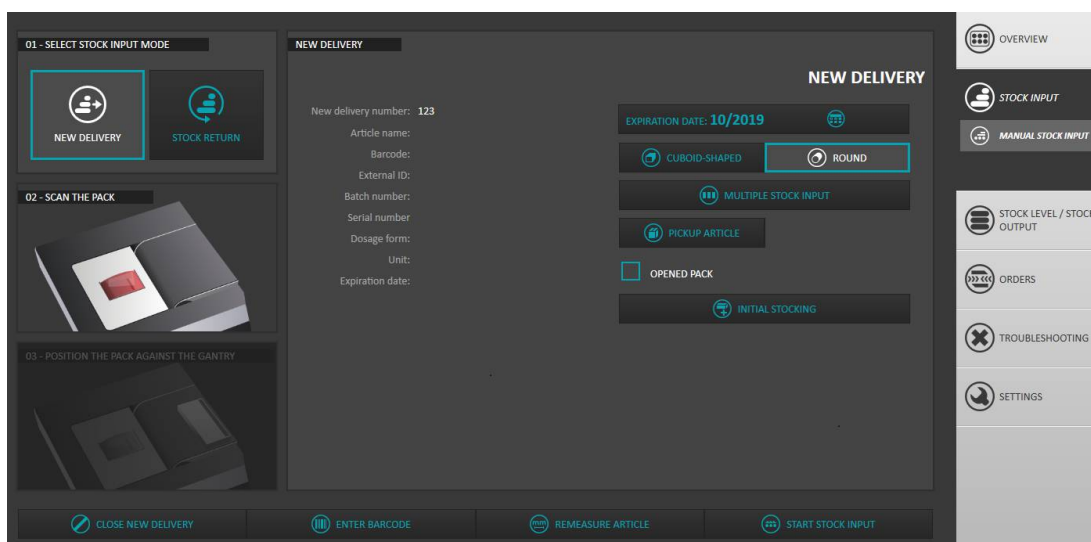 01 - SELECT STOCK INPUT MODE
NEW DELIVERY
STOCK RETURN
02 - SCAN THE PACK
03 - POSITION THE PACK AGAINST THE GANTRY
NEW DELIVERY
NEW DELIVERY
New delivery number: 123
Article name:
Barcode:
External ID:
Batch number:
Serial number
Dosage form:
Unit:
Expiration date:
EXPIRATION DATE: 10/2019
CUBOID-SHAPED
ROUND
MULTIPLE STOCK INPUT
PICKUP ARTICLE
OPENED PACK
INITIAL STOCKING
CLOSE NEW DELIVERY
ENTER BARCODE
mm
REMEASURE ARTICLE
START STOCK INPUT
OVERVIEW
STOCK INPUT
MANUAL STOCK INPUT
STOCK LEVEL / STOCK
OUTPUT
ORDERS
TROUBLESHOOTING
SETTINGS